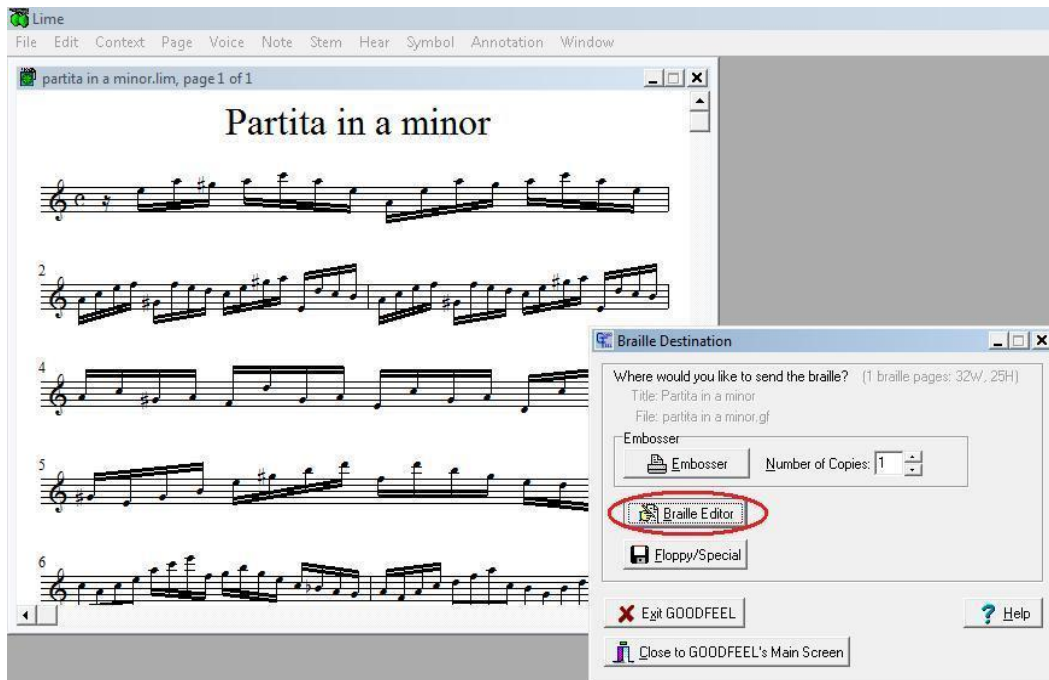 Lime
File Edit Context Page Voice Note Stem Hear Symbol Annotation Window
partita in a minor.lim, page 1 of 1
Partita in a minor
2
4
5
6
Braille Destination
Where would you like to send the braille? (1 braille pages: 32W, 25H)
Title: Partita in a minor
File: partita in a minor.gf
Embosser
Embosser Number of Copies: 1
Braille Editor
Floppy/Special
Exit GOODFEEL ? Help
Close to GOODFEEL's Main Screen